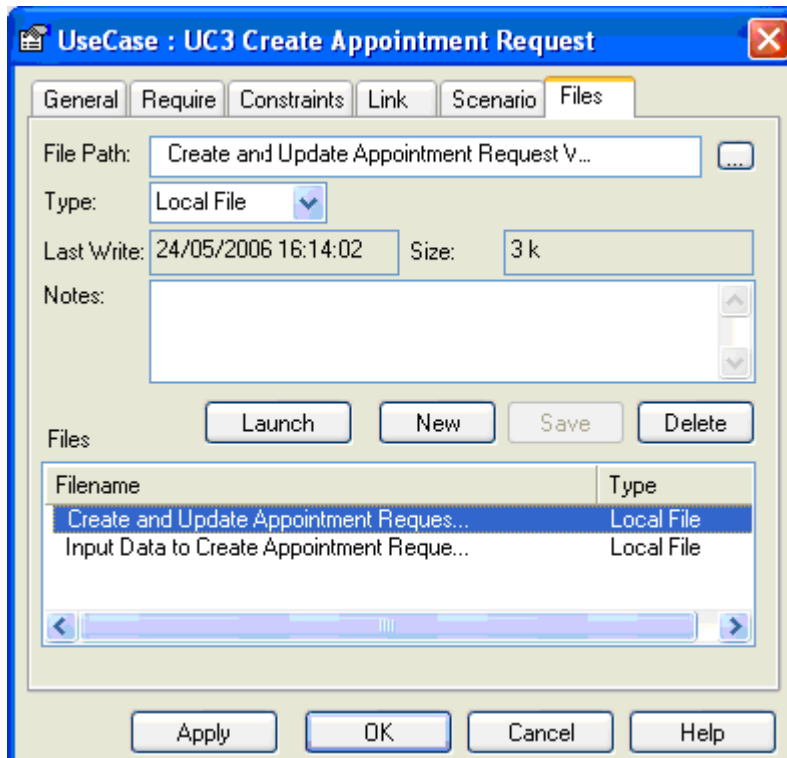 UseCase : UC3 Create Appointment Request
General Require Constraints Link Scenario Files
File Path: Create and Update Appointment Request V... ...
Type: Local File
Last Write: 24/05/2006 16:14:02 Size: 3 k
Notes:
Launch New Save Delete
Files
Filename Type
Create and Update Appointment Reques... Local File
Input Data to Create Appointment Reque... Local File
Apply OK Cancel Help